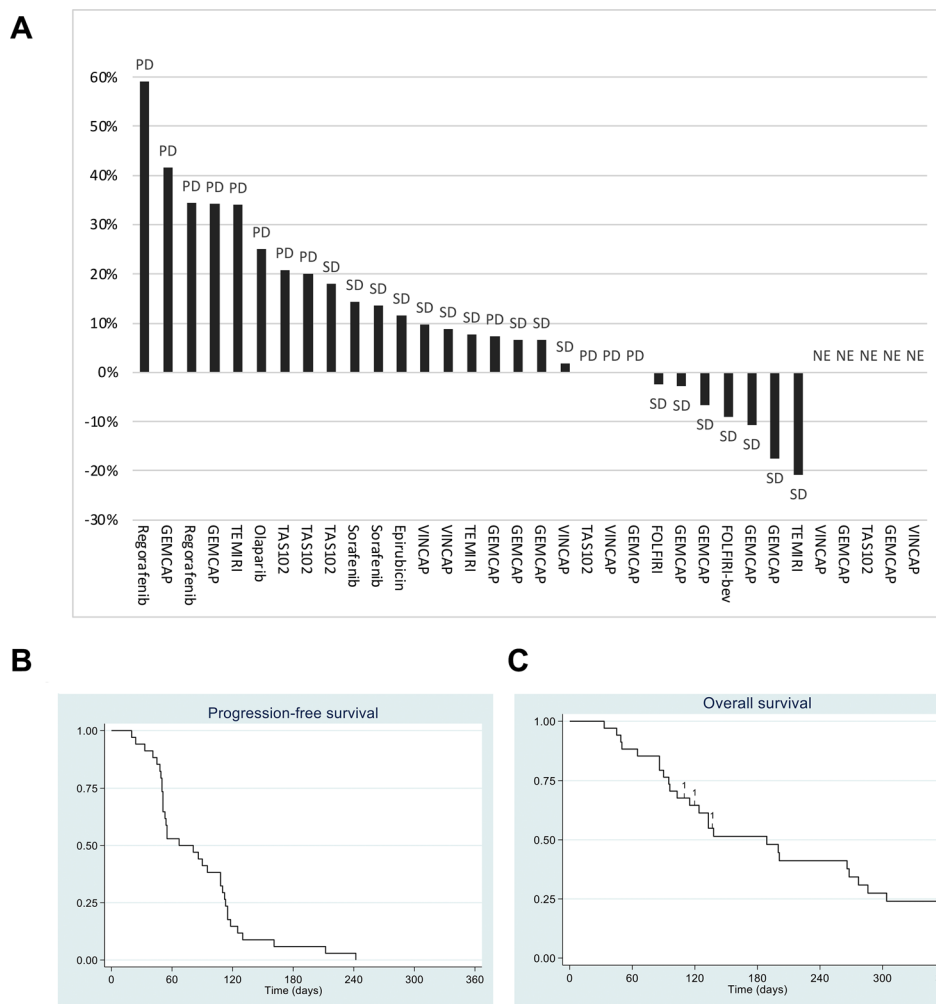 A
PD
60%
50%
PD
40%
PD PD PD
30%
PD
PD PD SD
20%
SD SD SD
SD SD SD PD SD SD
10%
SD PD PD PD NE NE NE NE NE
0%
SD SD SD SD SD SD SD
-10%
-20%
-30%
Regorafenib
GEMCAP
Regorafenib
GEMCAP
TEMIRI
Olaparib
TAS102
TAS102
TAS102
Sorafenib
Sorafenib
Epirubicin
VINCAP
VINCAP
TEMIRI
GEMCAP
GEMCAP
GEMCAP
VINCAP
TAS102
VINCAP
GEMCAP
FOLFIRI
GEMCAP
GEMCAP
FOLFIRI-bev
GEMCAP
GEMCAP
TEMIRI
VINCAP
GEMCAP
TAS102
GEMCAP
VINCAP
B
Progression-free survival
1.00
0.75
0.50
0.25
0.00
0 60 120 180 240 300 360
Time (days)
C
Overall survival
1.00
0.75
0.50
0.25
0.00
1 1 1
0 60 120 180 240 300
Time (days)